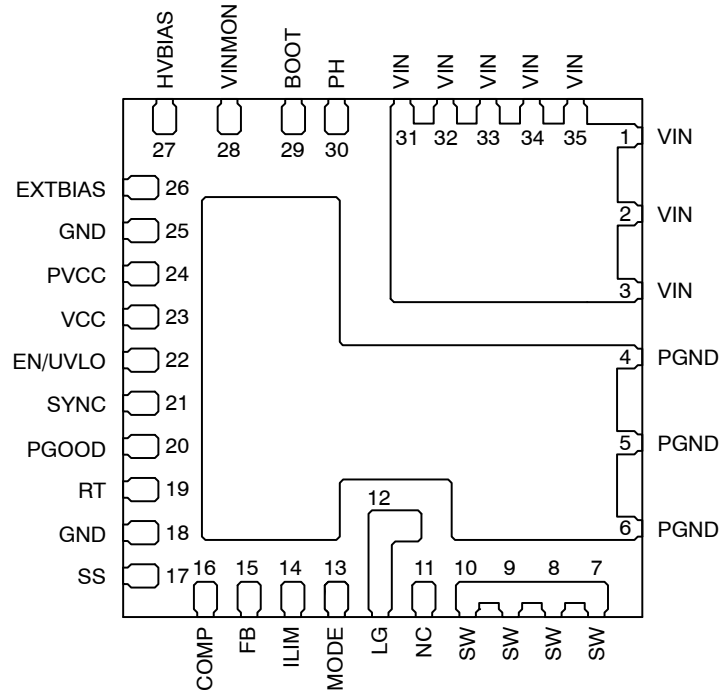 HVBIAS
VINMON
BOOT
PH
VIN
VIN
VIN
VIN
VIN
27
28
29
30
31
32
33
34
35
1 VIN
2 VIN
3 VIN
4 PGND
5 PGND
6 PGND
EXTBIAS 26
GND 25
PVCC 24
VCC 23
EN/UVLO 22
SYNC 21
PGOOD 20
RT 19
GND 18
SS 17
12
16
15
14
13
11
10
9
8
7
COMP
FB
ILIM
MODE
LG
NC
SW
SW
SW
SW